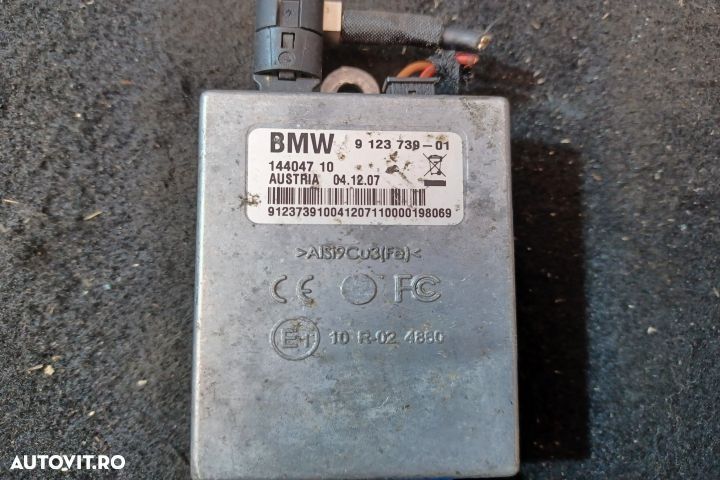 BMW 9 123 739-01
144047 10
AUSTRIA 04.12.07
912373910041207110000198069
>AlSi9Cu3(Fe)<
CE FC
E1 10 R-02 4880
AUTOVIT.RO